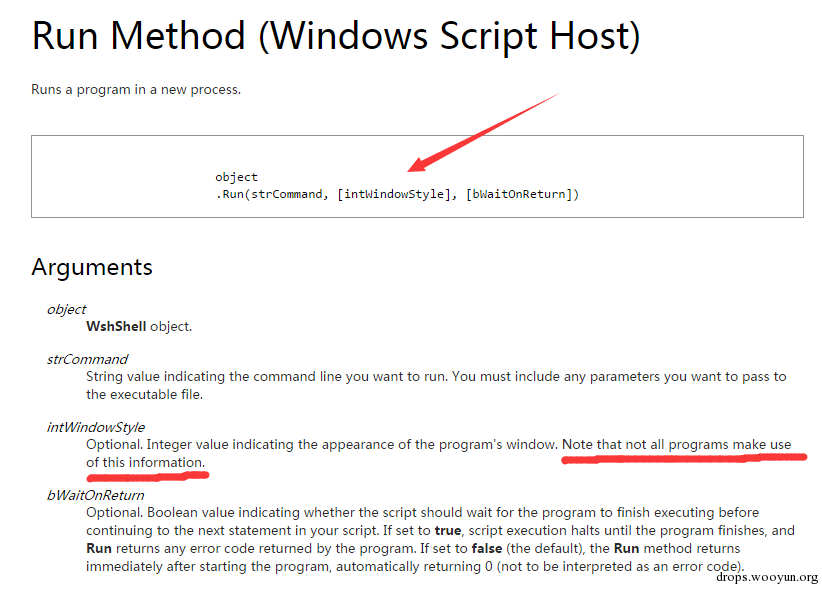 Run Method (Windows Script Host)
Runs a program in a new process.
object
.Run(strCommand, [intWindowStyle], [bWaitOnReturn])
Arguments
object
WshShell object.
strCommand
String value indicating the command line you want to run. You must include any parameters you want to pass to
the executable file.
intWindowStyle
Optional. Integer value indicating the appearance of the program's window. Note that not all programs make use
of this information.
bWaitOnReturn
Optional. Boolean value indicating whether the script should wait for the program to finish executing before
continuing to the next statement in your script. If set to true, script execution halts until the program finishes, and
Run returns any error code returned by the program. If set to false (the default), the Run method returns
immediately after starting the program, automatically returning 0 (not to be interpreted as an error code).
drops.wooyun.org